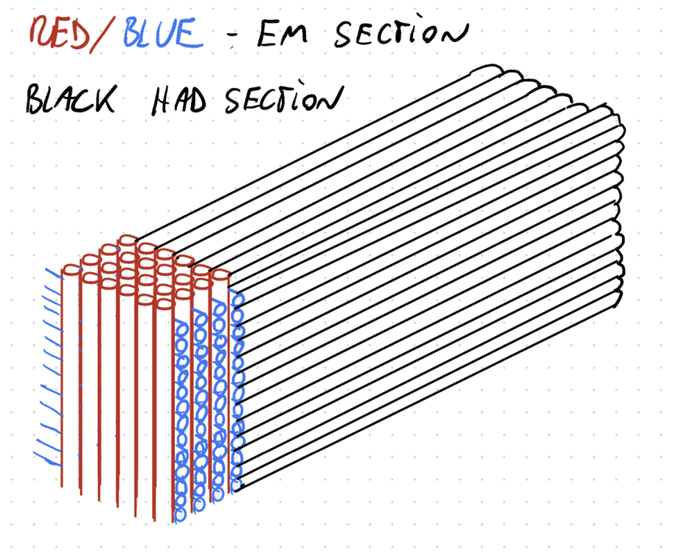 RED/BLUE - EM SECTION
BLACK HAD SECTION